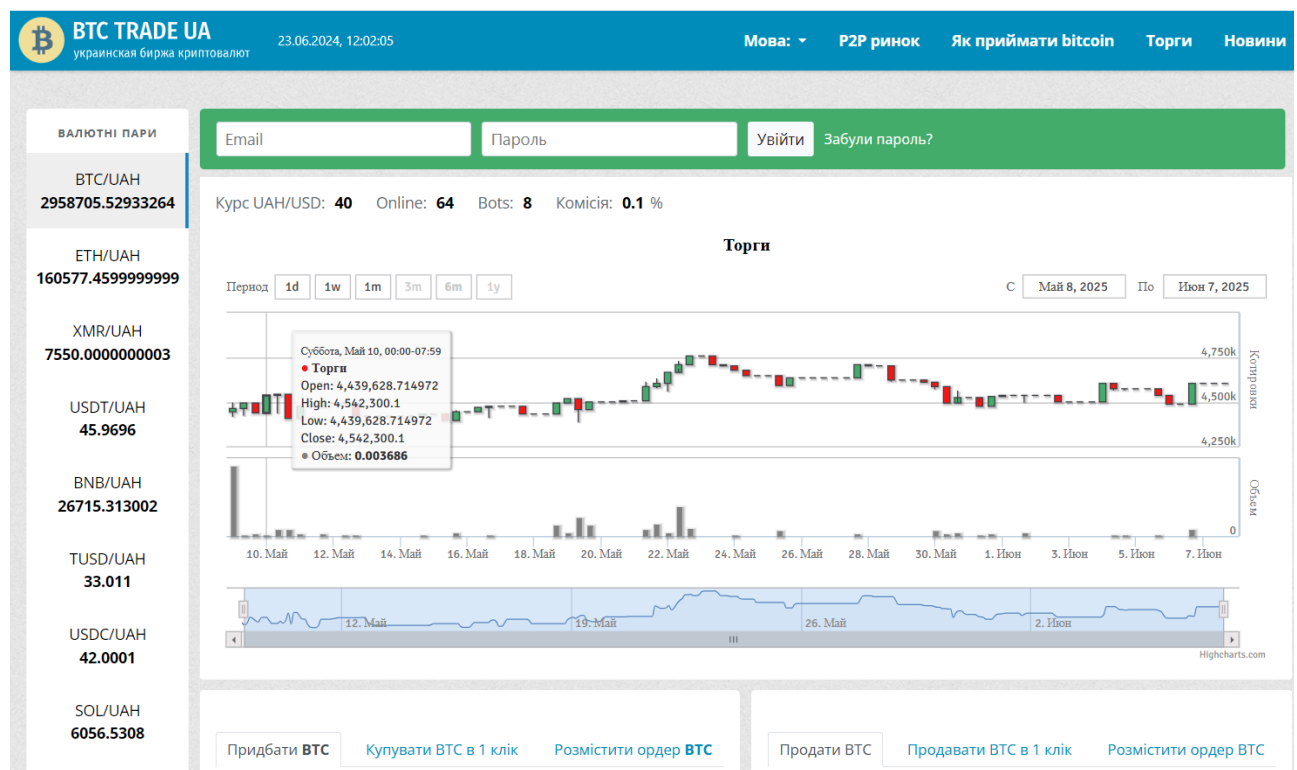 BTC TRADE UA
украинская биржа криптовалют
23.06.2024, 12:02:05
Мова:
P2P ринок
Як приймати bitcoin
Торги
Новини
ВАЛЮТНІ ПАРИ
BTC/UAH
2958705.52933264
ETH/UAH
160577.4599999999
XMR/UAH
7550.0000000003
USDT/UAH
45.9696
BNB/UAH
26715.313002
TUSD/UAH
33.011
USDC/UAH
42.0001
SOL/UAH
6056.5308
Email
Пароль
Увійти
Забули пароль?
Курс UAH/USD: 40 Online: 64 Bots: 8 Комісія: 0.1 %
Торги
Период 1d 1w 1m 3m 6m 1y
С Май 8, 2025 По Июн 7, 2025
Суббота, Май 10, 00:00-07:59
● Торги
Open: 4,439,628.714972
High: 4,542,300.1
Low: 4,439,628.714972
Close: 4,542,300.1
● Объем: 0.003686
4,750k
4,500k
4,250k
Котировки
Объем
0
10. Май 12. Май 14. Май 16. Май 18. Май 20. Май 22. Май 24. Май 26. Май 28. Май 30. Май 1. Июн 3. Июн 5. Июн 7. Июн
12. Май 19. Май 26. Май 2. Июн
Highcharts.com
Придбати BTC
Купувати BTC в 1 клік
Розмістити ордер BTC
Продати BTC
Продавати BTC в 1 клік
Розмістити ордер BTC